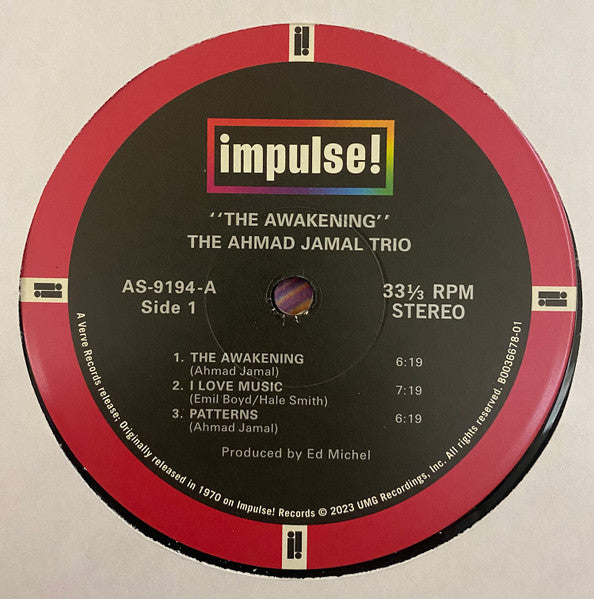 impulse!
''THE AWAKENING''
THE AHMAD JAMAL TRIO
AS-9194-A
Side 1
33⅓ RPM
STEREO
1. THE AWAKENING 6:19
(Ahmad Jamal)
2. I LOVE MUSIC 7:19
(Emil Boyd/Hale Smith)
3. PATTERNS 6:19
(Ahmad Jamal)
Produced by Ed Michel
A Verve Records release; Originally released in 1970 on Impulse! Records © 2023 UMG Recordings, Inc. All rights reserved. B0036678-01
i!
i!
i!
i!